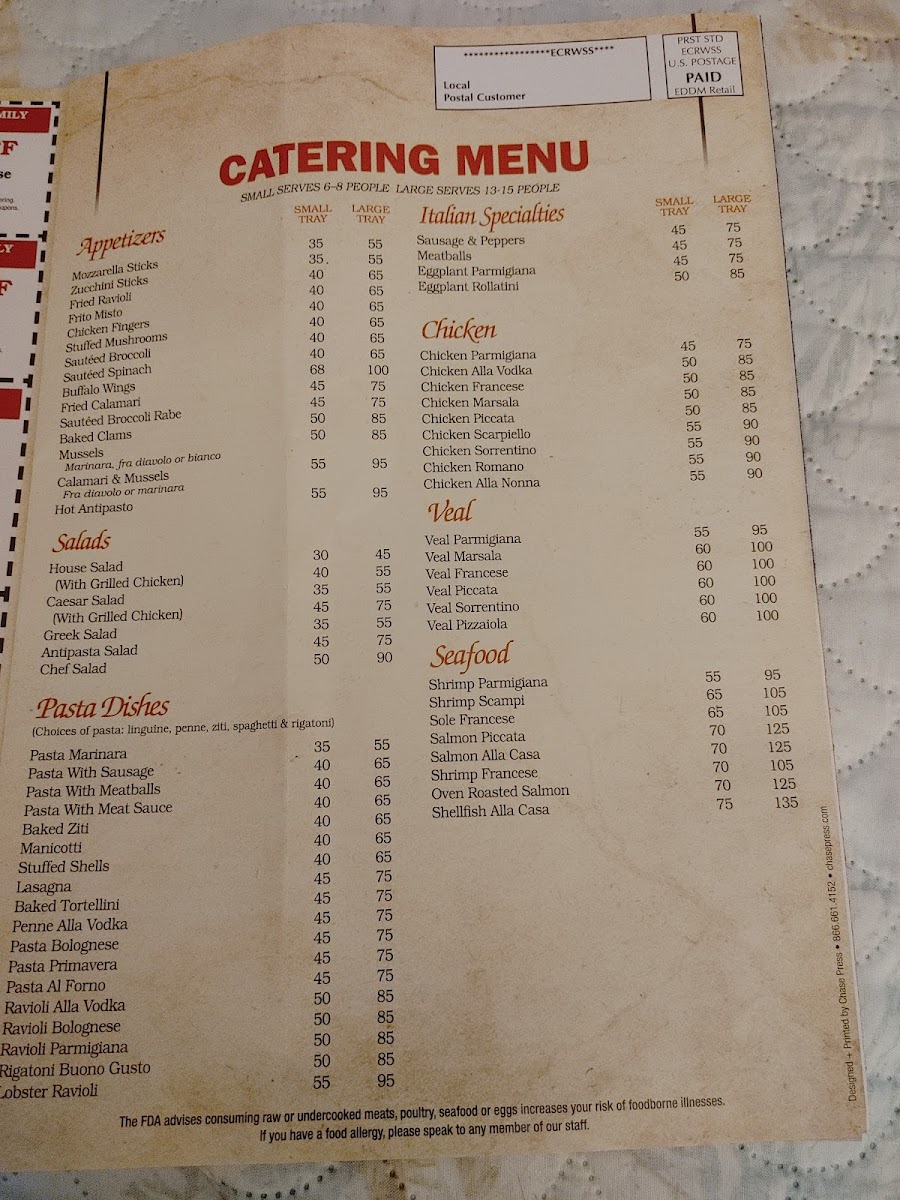 MILY
F
se
ering.
upons.
LY
F
*****************ECRWSS****
Local
Postal Customer
PRST STD
ECRWSS
U.S. POSTAGE
PAID
EDDM Retail
CATERING MENU
SMALL SERVES 6-8 PEOPLE LARGE SERVES 13-15 PEOPLE
SMALL TRAY LARGE TRAY
Appetizers
Mozzarella Sticks 35 55
Zucchini Sticks 35. 55
Fried Ravioli 40 65
Frito Misto 40 65
Chicken Fingers 40 65
Stuffed Mushrooms 40 65
Sautéed Broccoli 40 65
Sautéed Spinach 40 65
Buffalo Wings 68 100
Fried Calamari 45 75
Sautéed Broccoli Rabe 45 75
Baked Clams 50 85
Mussels 50 85
Marinara, fra diavolo or bianco
Calamari & Mussels 55 95
Fra diavolo or marinara
Hot Antipasto 55 95
Salads
House Salad 30 45
(With Grilled Chicken) 40 55
Caesar Salad 35 55
(With Grilled Chicken) 45 75
Greek Salad 35 55
Antipasta Salad 45 75
Chef Salad 50 90
Pasta Dishes
(Choices of pasta: linguine, penne, ziti, spaghetti & rigatoni)
Pasta Marinara 35 55
Pasta With Sausage 40 65
Pasta With Meatballs 40 65
Pasta With Meat Sauce 40 65
Baked Ziti 40 65
Manicotti 40 65
Stuffed Shells 40 65
Lasagna 45 75
Baked Tortellini 45 75
Penne Alla Vodka 45 75
Pasta Bolognese 45 75
Pasta Primavera 45 75
Pasta Al Forno 45 75
Ravioli Alla Vodka 50 85
Ravioli Bolognese 50 85
Ravioli Parmigiana 50 85
Rigatoni Buono Gusto 50 85
Lobster Ravioli 55 95
SMALL TRAY LARGE TRAY
Italian Specialties
Sausage & Peppers 45 75
Meatballs 45 75
Eggplant Parmigiana 45 75
Eggplant Rollatini 50 85
Chicken
Chicken Parmigiana 45 75
Chicken Alla Vodka 50 85
Chicken Francese 50 85
Chicken Marsala 50 85
Chicken Piccata 50 85
Chicken Scarpiello 55 90
Chicken Sorrentino 55 90
Chicken Romano 55 90
Chicken Alla Nonna 55 90
Veal
Veal Parmigiana 55 95
Veal Marsala 60 100
Veal Francese 60 100
Veal Piccata 60 100
Veal Sorrentino 60 100
Veal Pizzaiola 60 100
Seafood
Shrimp Parmigiana 55 95
Shrimp Scampi 65 105
Sole Francese 65 105
Salmon Piccata 70 125
Salmon Alla Casa 70 125
Shrimp Francese 70 105
Oven Roasted Salmon 70 125
Shellfish Alla Casa 75 135
The FDA advises consuming raw or undercooked meats, poultry, seafood or eggs increases your risk of foodborne illnesses.
If you have a food allergy, please speak to any member of our staff.
Designed + Printed by Chase Press • 866.661.4152 • chasepress.com